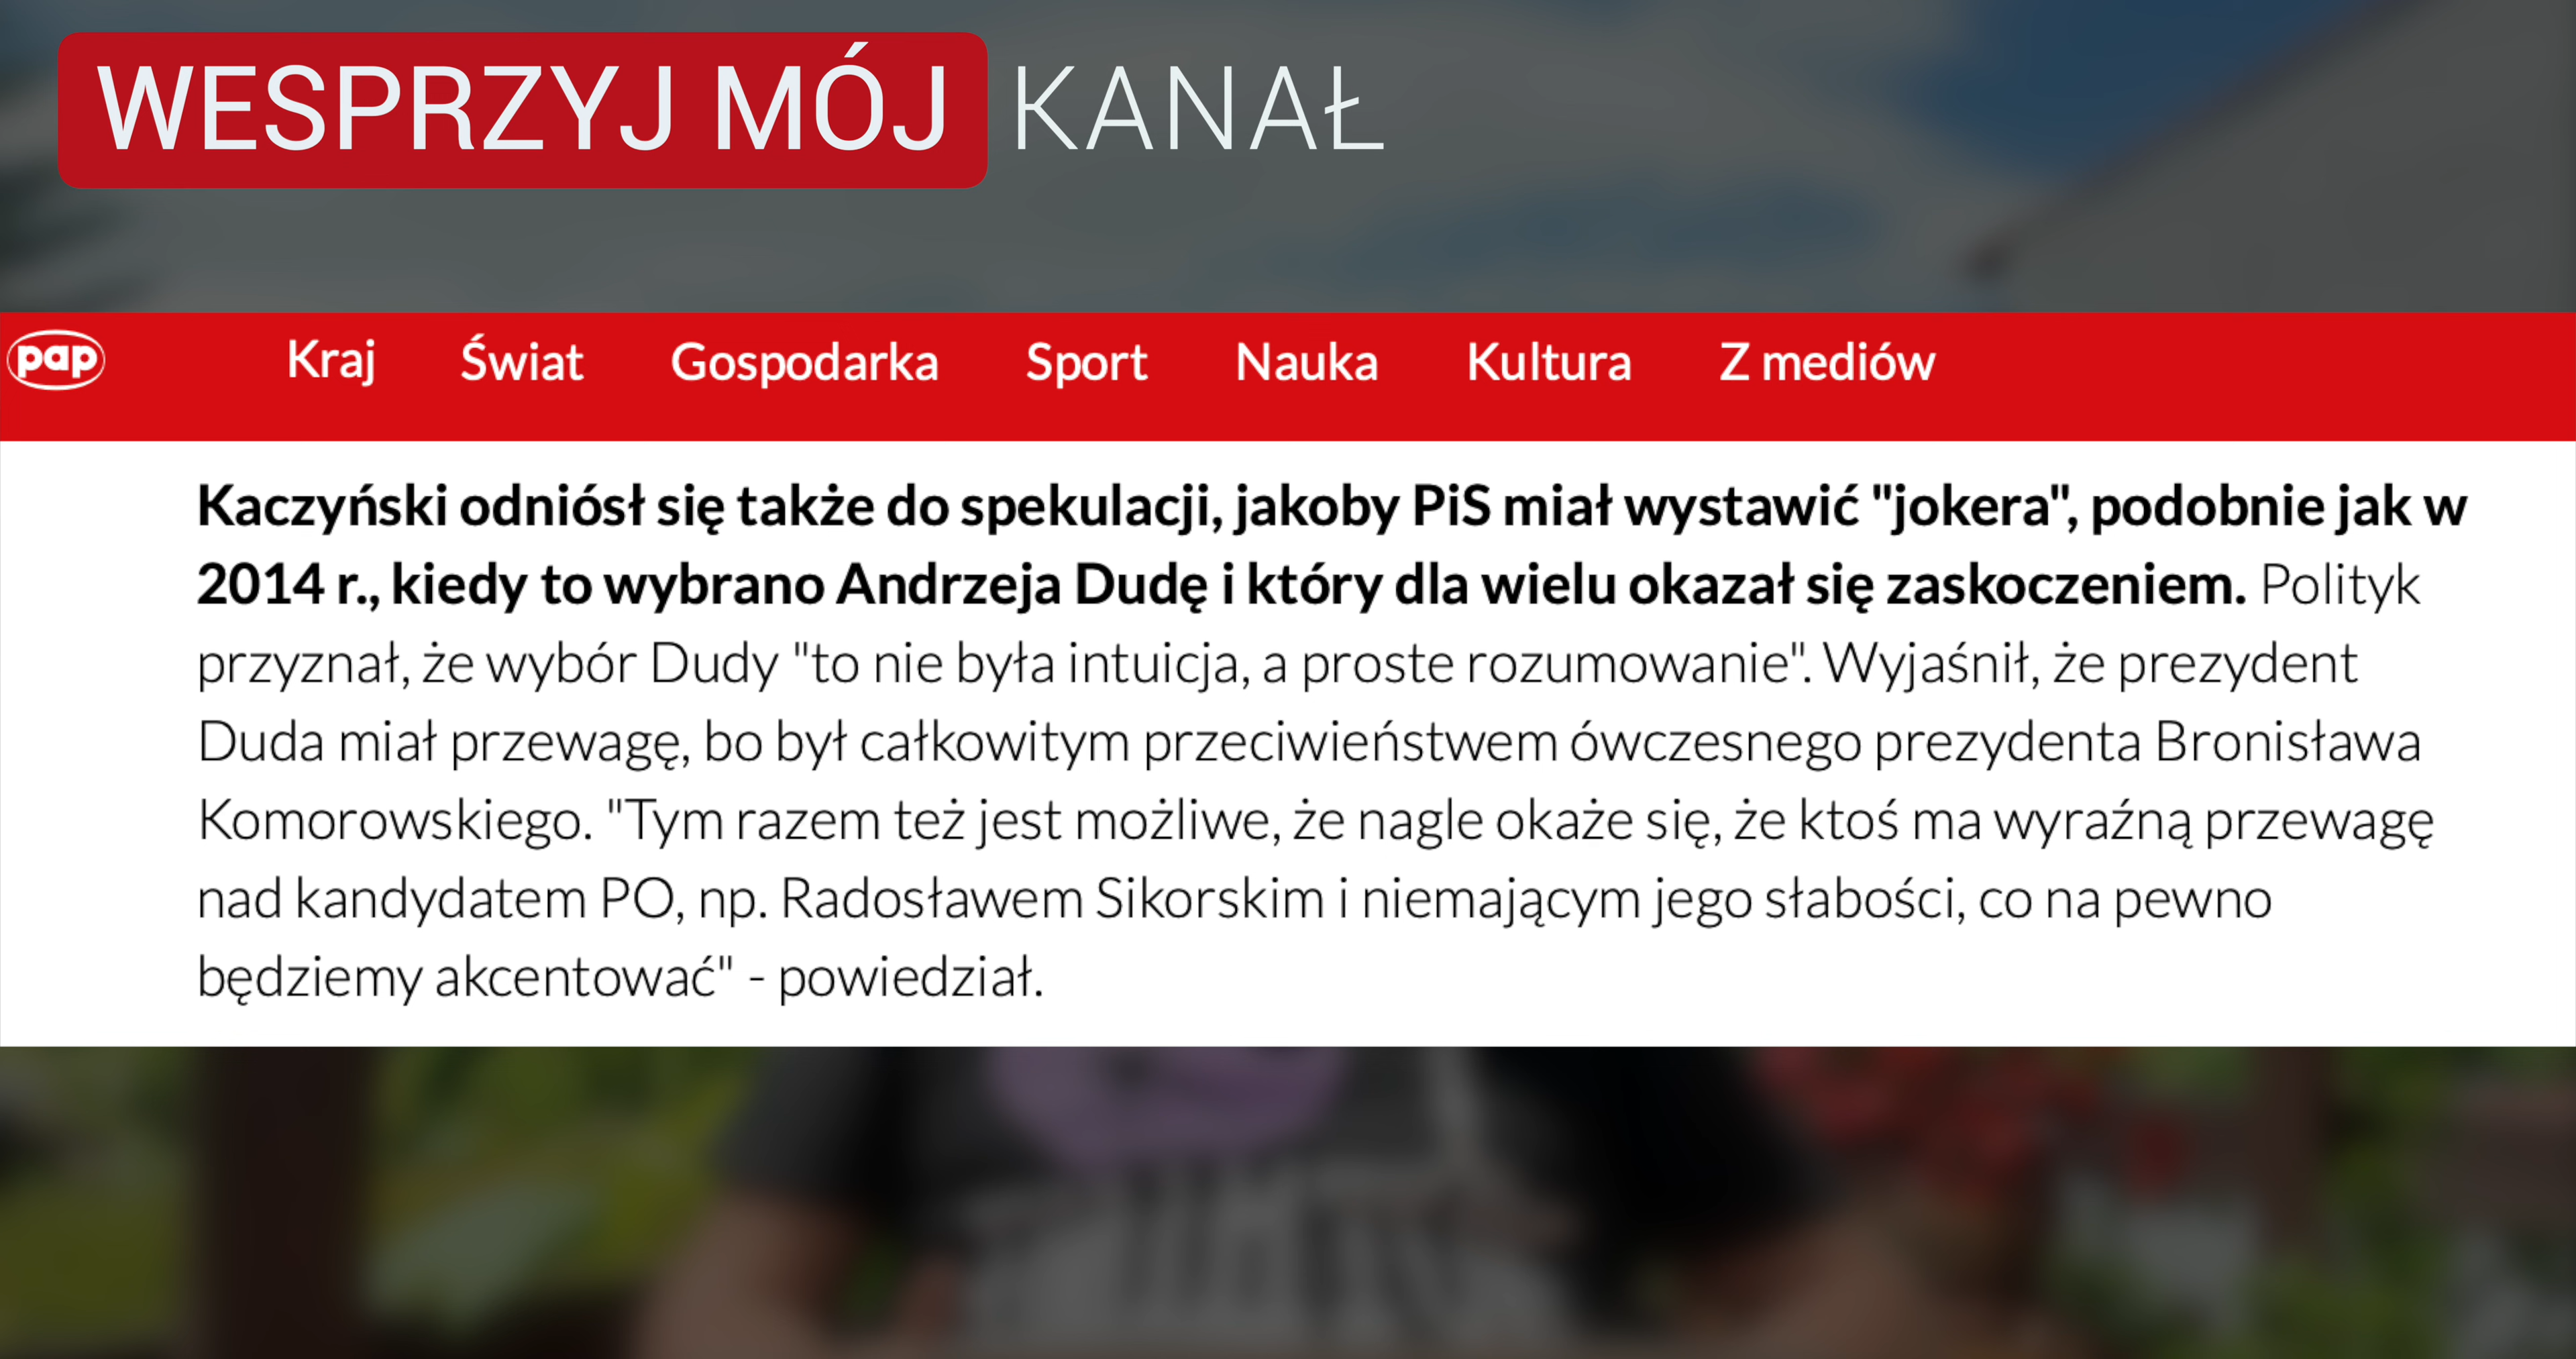 WESPRZYJ MÓJ KANAŁ
pap Kraj Świat Gospodarka Sport Nauka Kultura Z mediów
Kaczyński odniósł się także do spekulacji, jakoby PiS miał wystawić "jokera", podobnie jak w
2014 r., kiedy to wybrano Andrzeja Dudę i który dla wielu okazał się zaskoczeniem. Polityk
przyznał, że wybór Dudy "to nie była intuicja, a proste rozumowanie". Wyjaśnił, że prezydent
Duda miał przewagę, bo był całkowitym przeciwieństwem ówczesnego prezydenta Bronisława
Komorowskiego. "Tym razem też jest możliwe, że nagle okaże się, że ktoś ma wyraźną przewagę
nad kandydatem PO, np. Radosławem Sikorskim i niemającym jego słabości, co na pewno
będziemy akcentować" - powiedział.